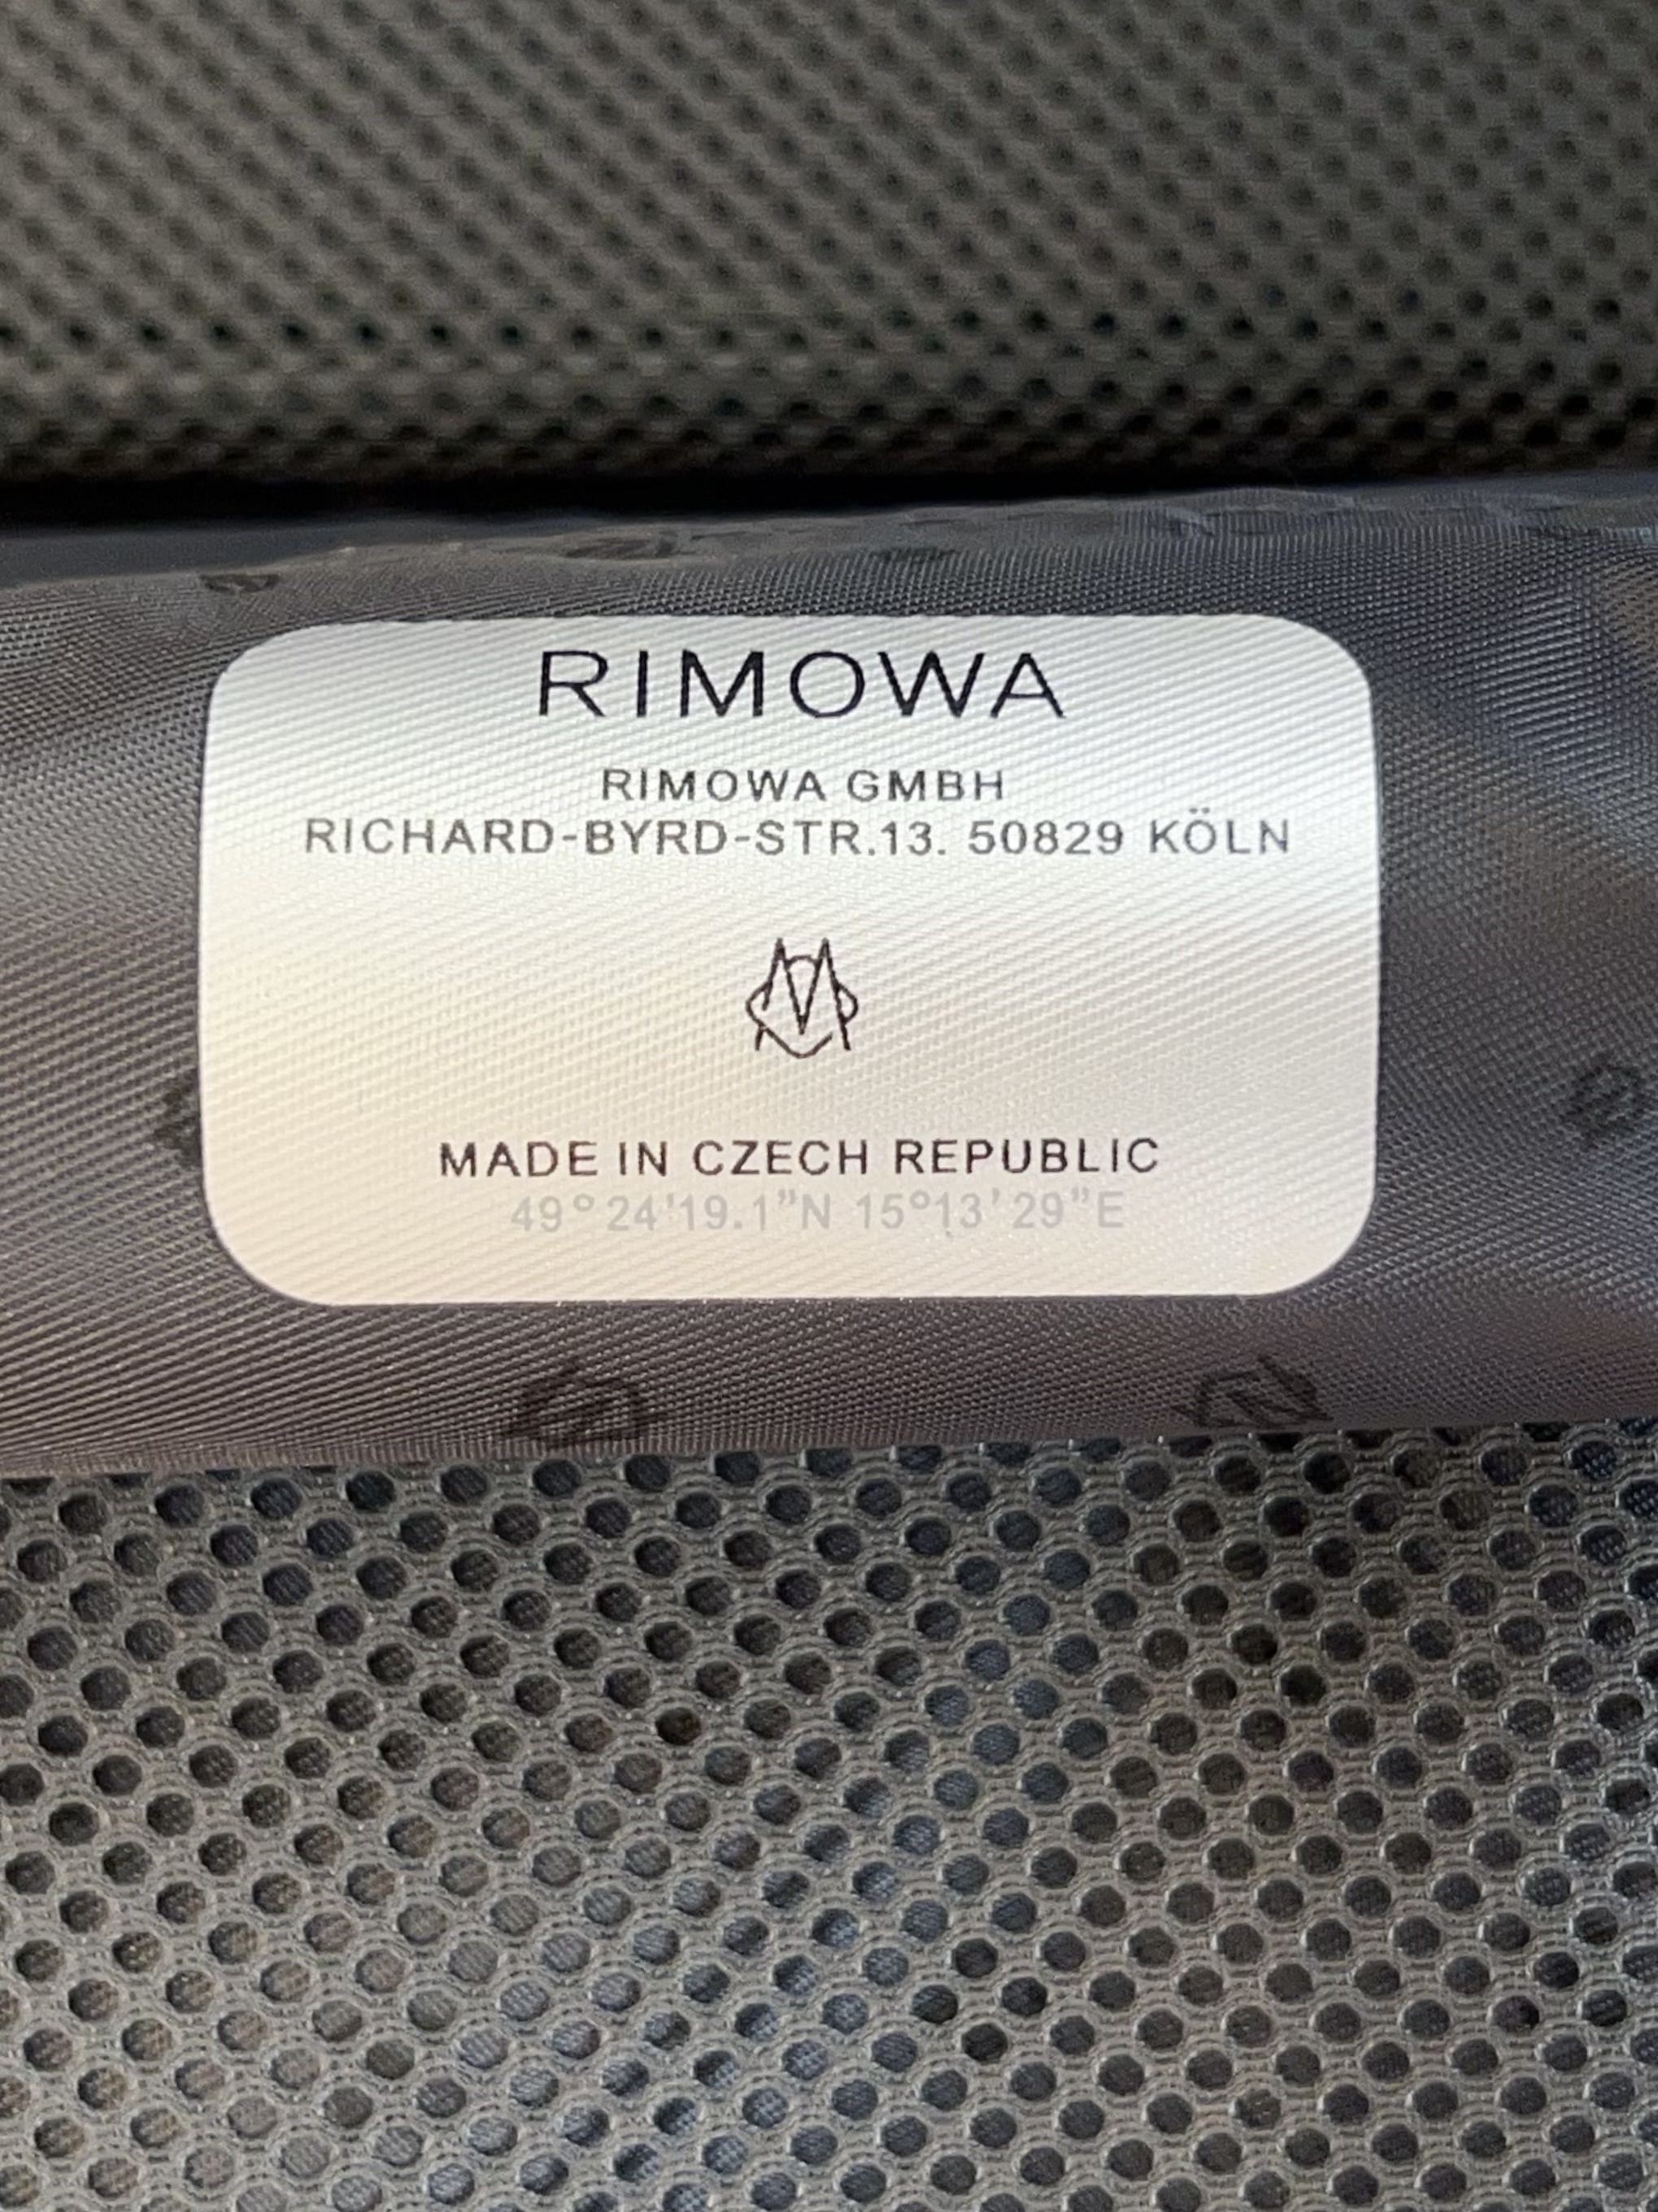 RIMOWA
RIMOWA GMBH
RICHARD-BYRD-STR.13. 50829 KÖLN
MADE IN CZECH REPUBLIC
49°24'19.1"N 15°13'29"E